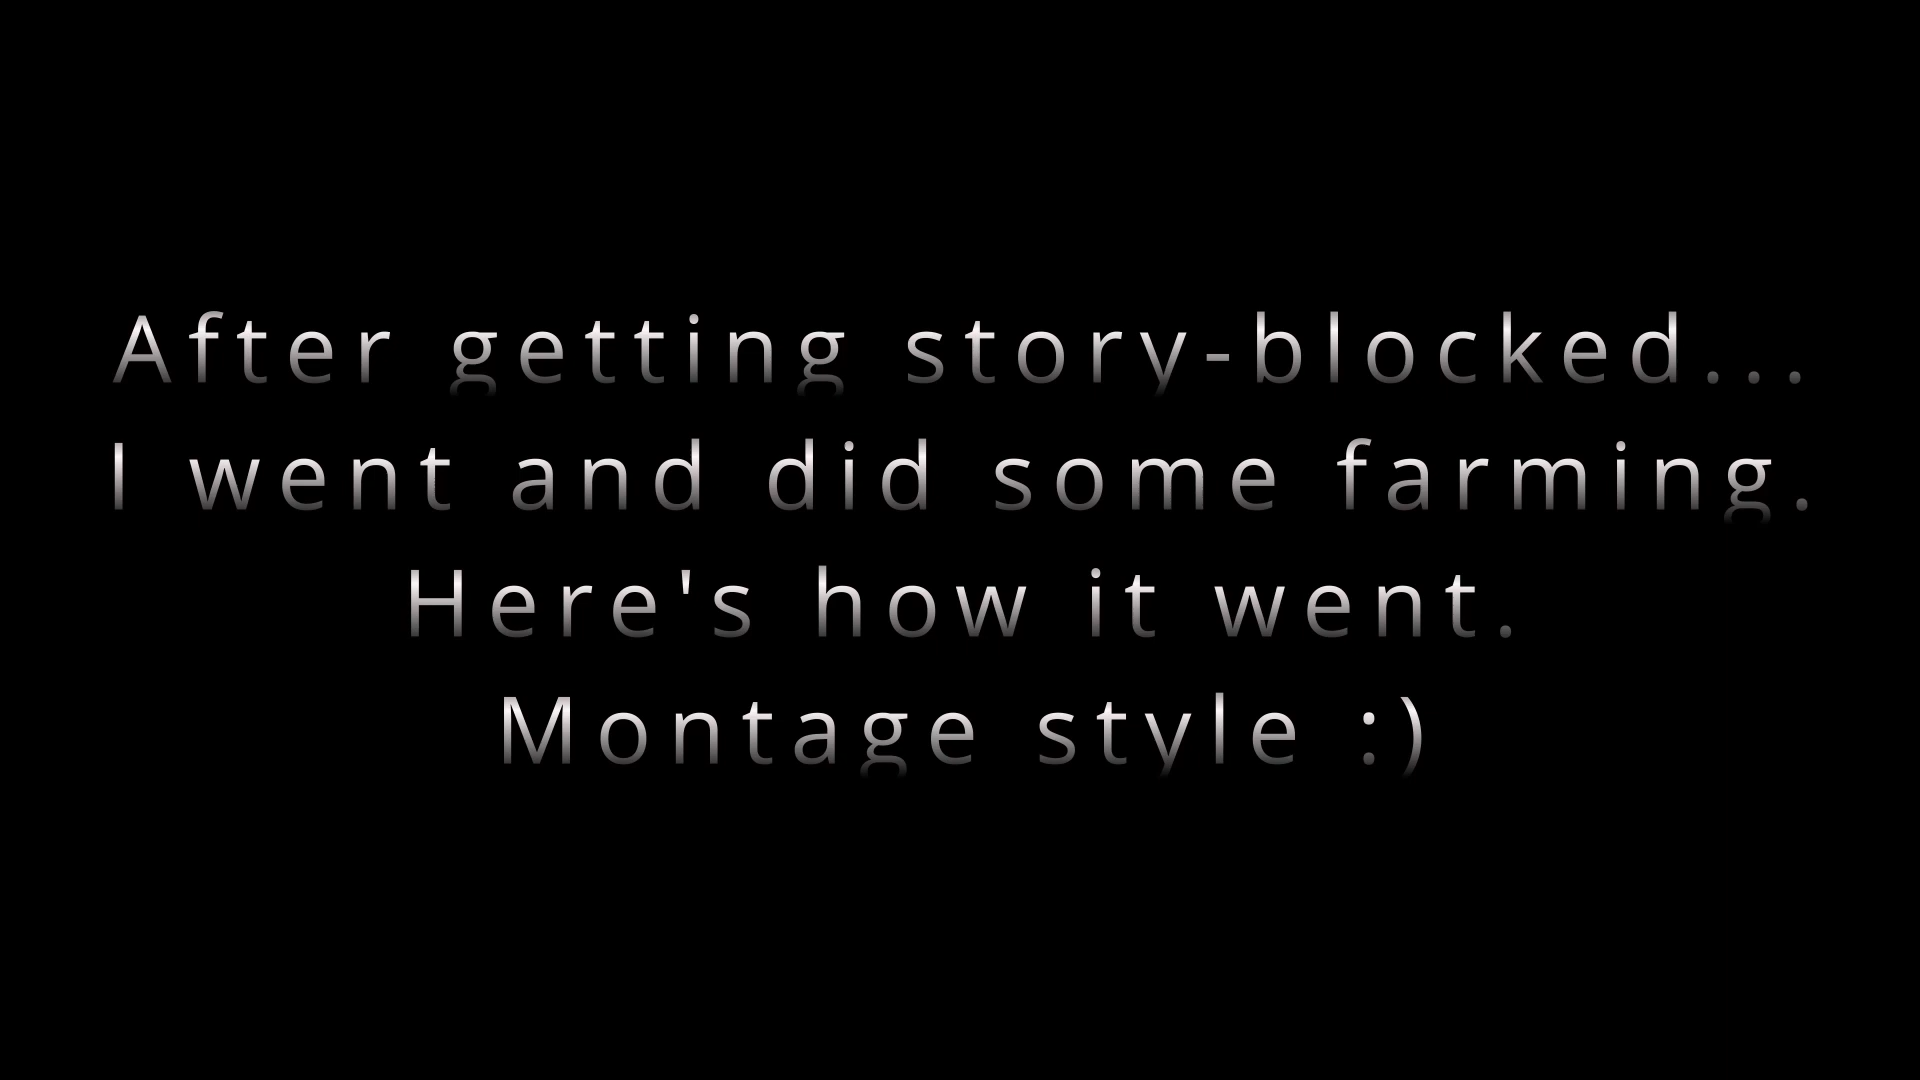 After getting story-blocked...
I went and did some farming.
Here's how it went.
Montage style :)